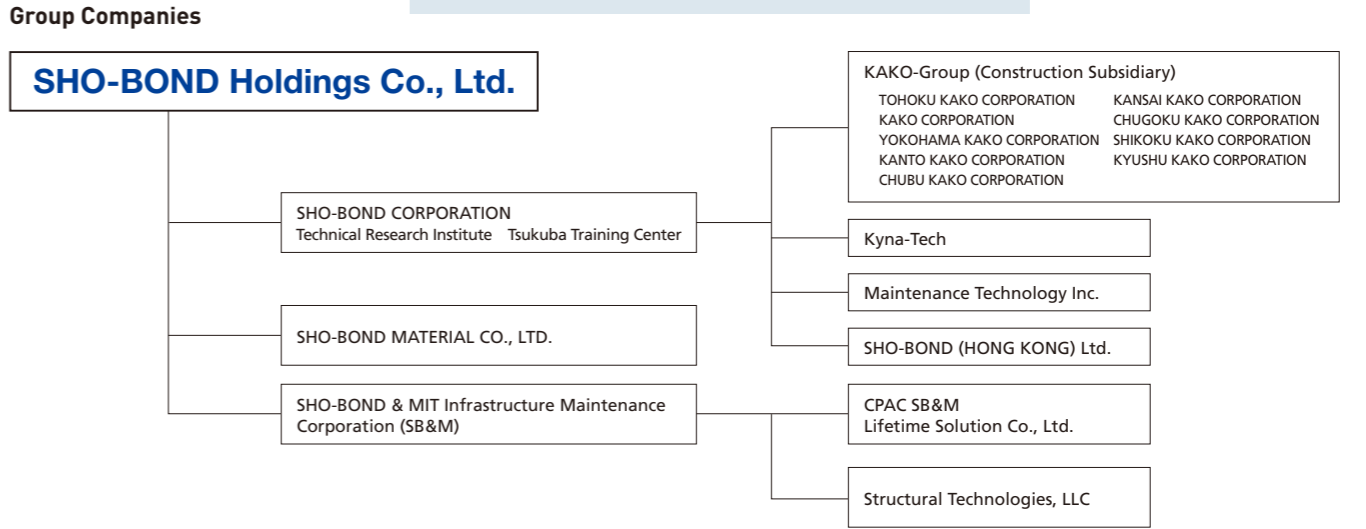 Group Companies
SHO-BOND Holdings Co., Ltd.
SHO-BOND CORPORATION
Technical Research Institute Tsukuba Training Center
SHO-BOND MATERIAL CO., LTD.
SHO-BOND & MIT Infrastructure Maintenance
Corporation (SB&M)
KAKO-Group (Construction Subsidiary)
TOHOKU KAKO CORPORATION
KAKO CORPORATION
YOKOHAMA KAKO CORPORATION
KANTO KAKO CORPORATION
CHUBU KAKO CORPORATION
KANSAI KAKO CORPORATION
CHUGOKU KAKO CORPORATION
SHIKOKU KAKO CORPORATION
KYUSHU KAKO CORPORATION
Kyna-Tech
Maintenance Technology Inc.
SHO-BOND (HONG KONG) Ltd.
CPAC SB&M
Lifetime Solution Co., Ltd.
Structural Technologies, LLC